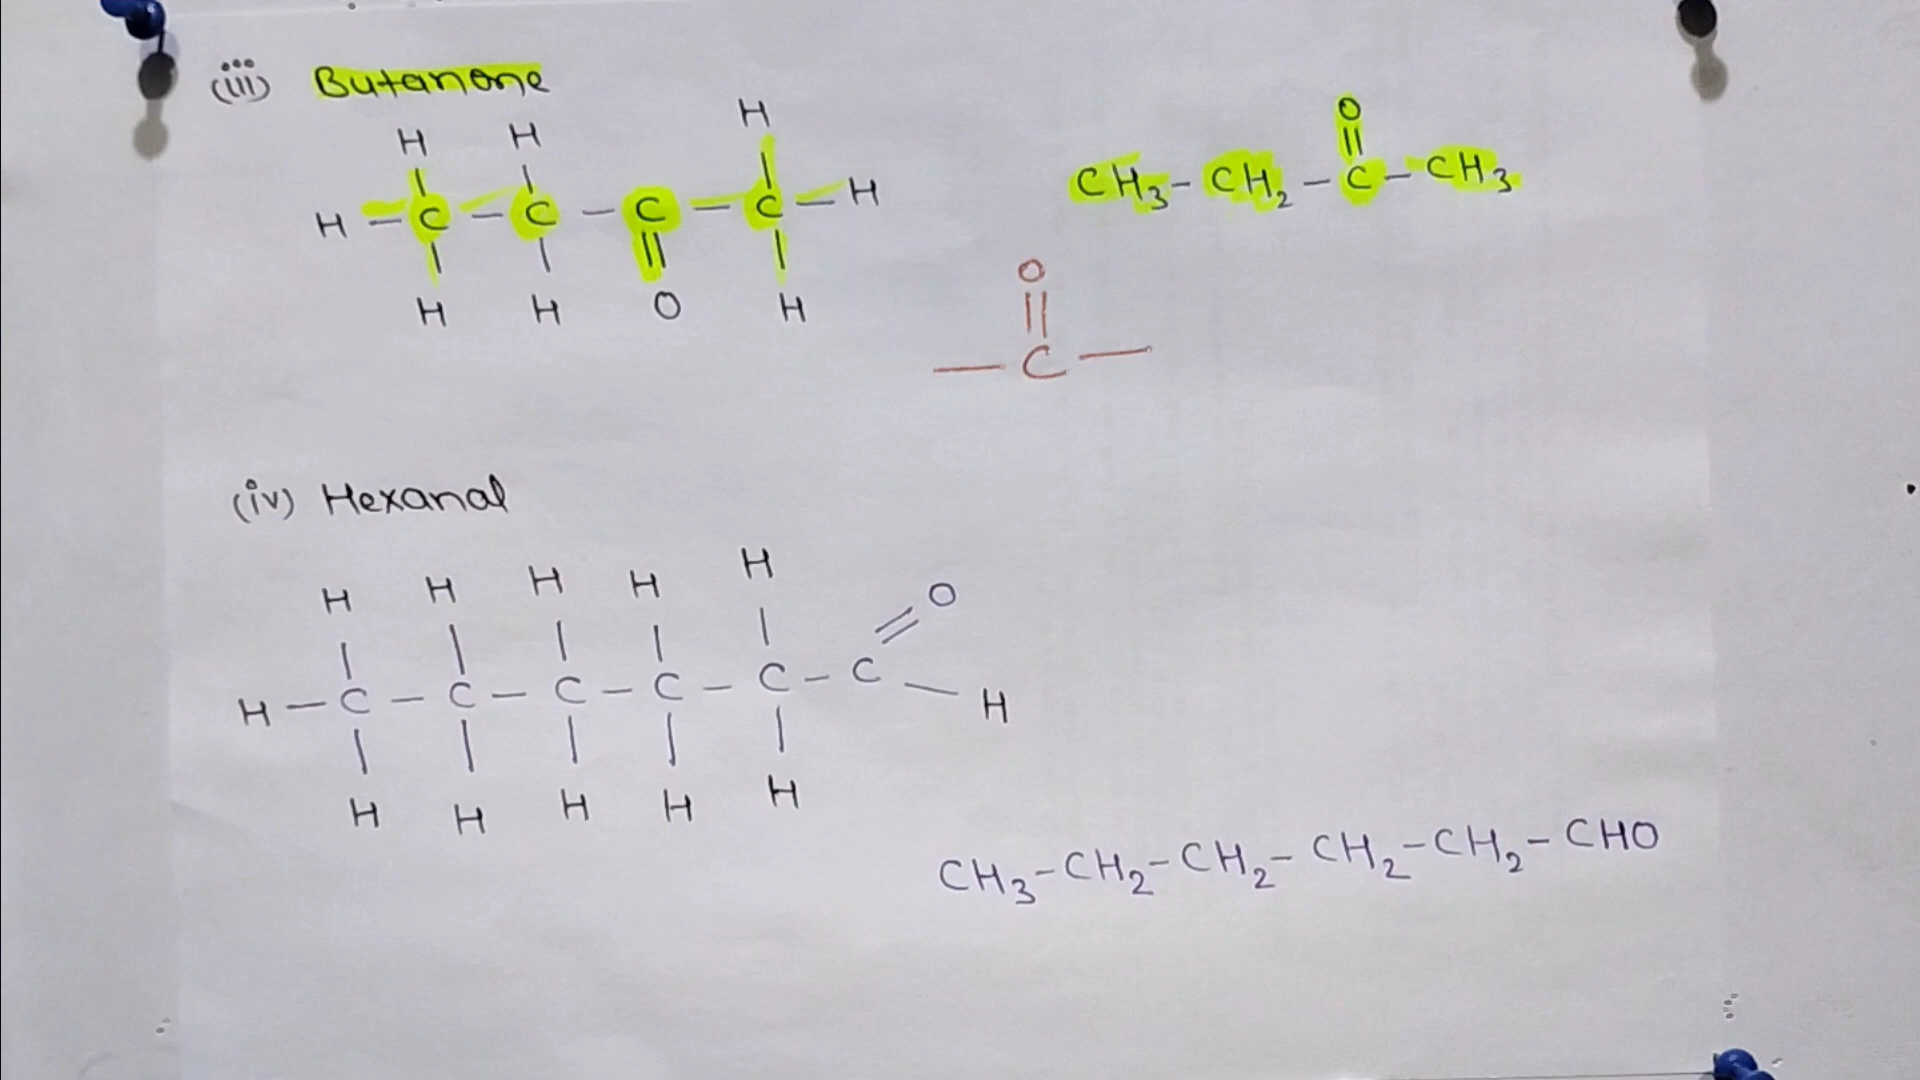 (iii) Butanone
H H H
H - C - C - C - C - H
|| 
H H O H
O
||
CH₃ - CH₂ - C - CH₃
O
||
— C —
(iv) Hexanal
H H H H H
H - C - C - C - C - C - C = O
- H
H H H H H
CH₃ - CH₂ - CH₂ - CH₂ - CH₂ - CHO